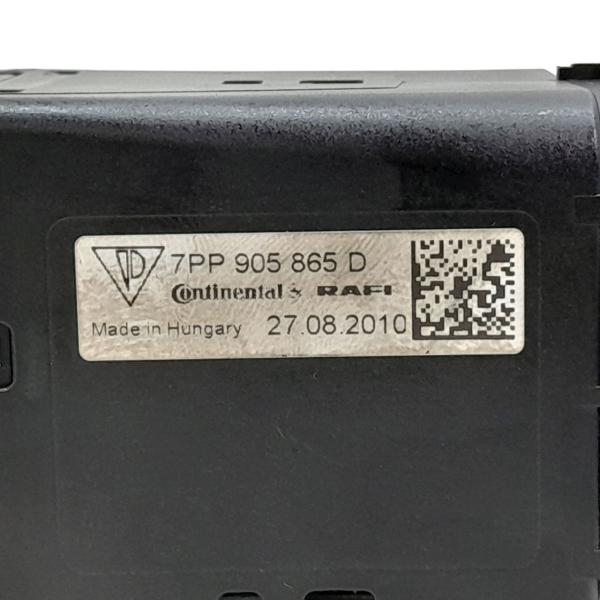 7PP 905 865 D
Continental & RAFI
Made in Hungary 27.08.2010